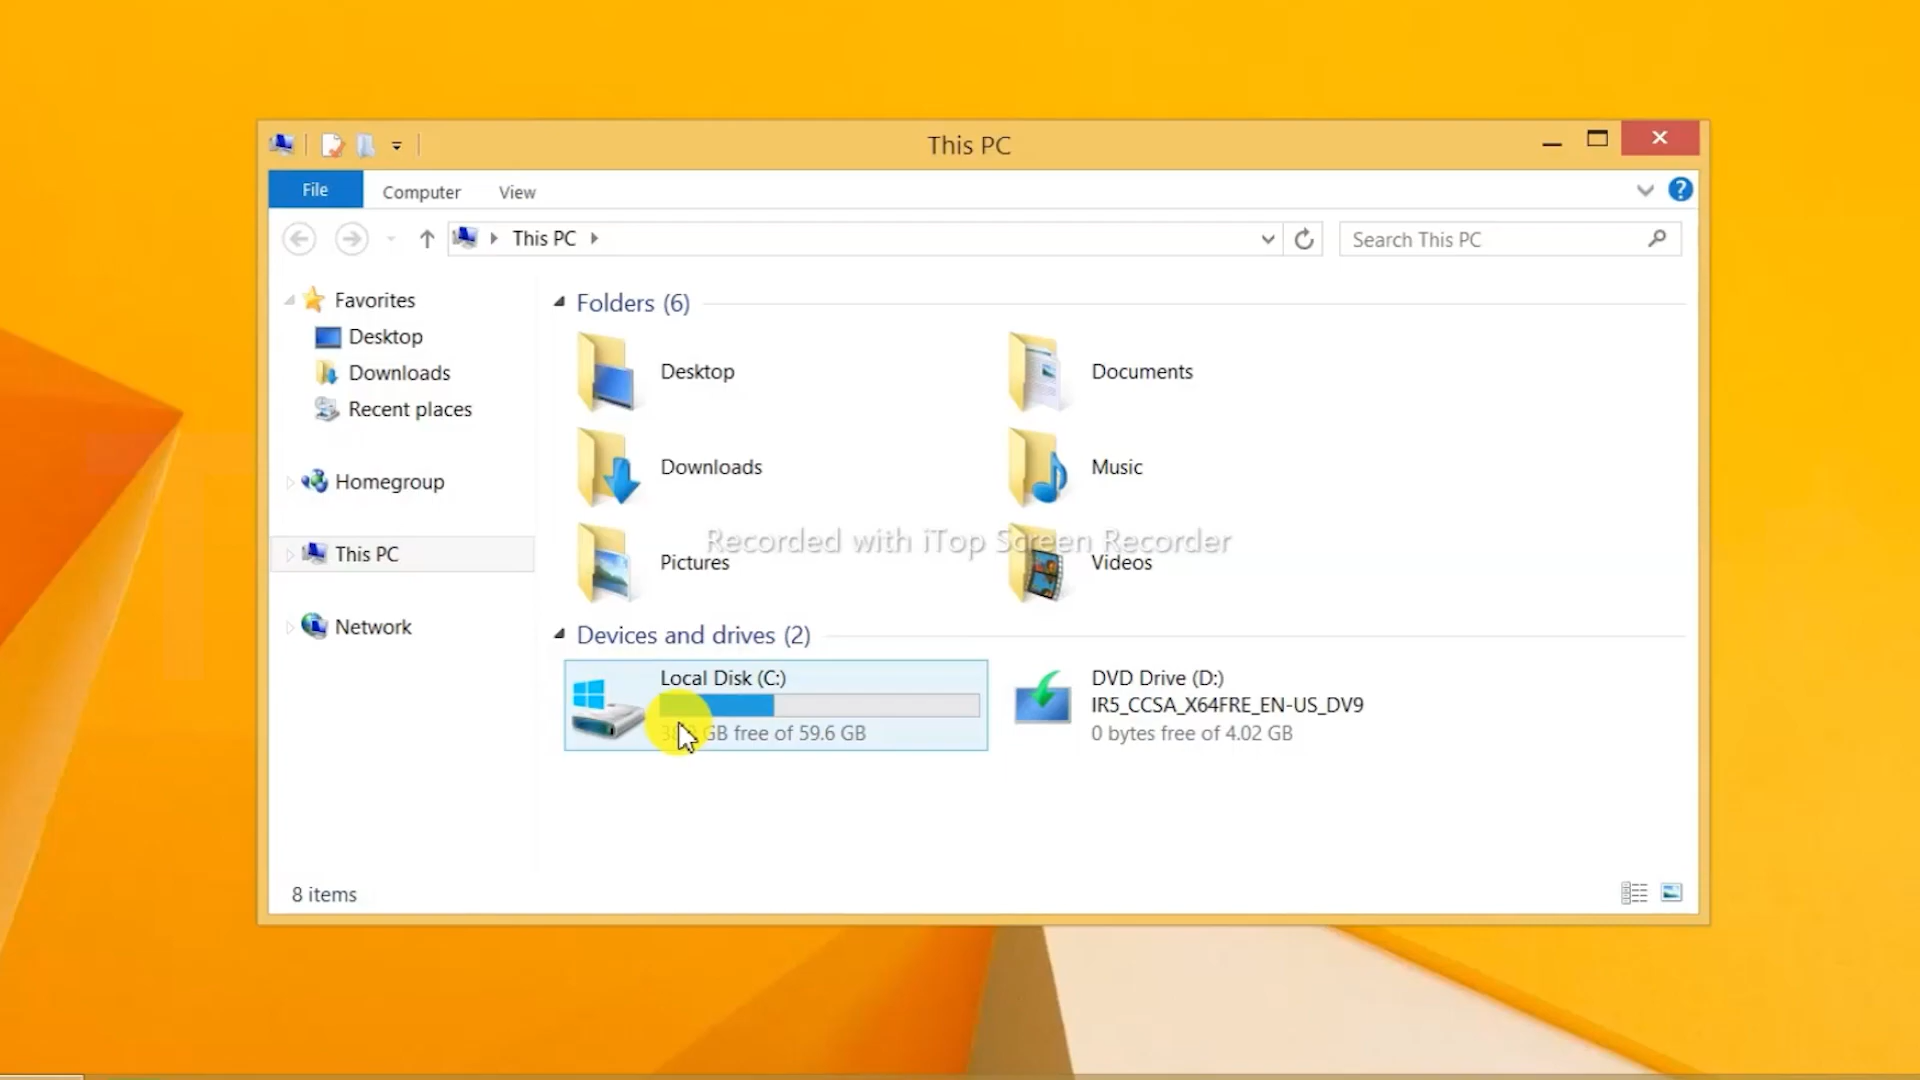 This PC
File Computer View
This PC
Search This PC
Favorites
Desktop
Downloads
Recent places
Homegroup
This PC
Network
Folders (6)
Desktop
Documents
Downloads
Music
Recorded with iTop Screen Recorder
Pictures
Videos
Devices and drives (2)
Local Disk (C:)
GB free of 59.6 GB
DVD Drive (D:)
IR5_CCSA_X64FRE_EN-US_DV9
0 bytes free of 4.02 GB
8 items